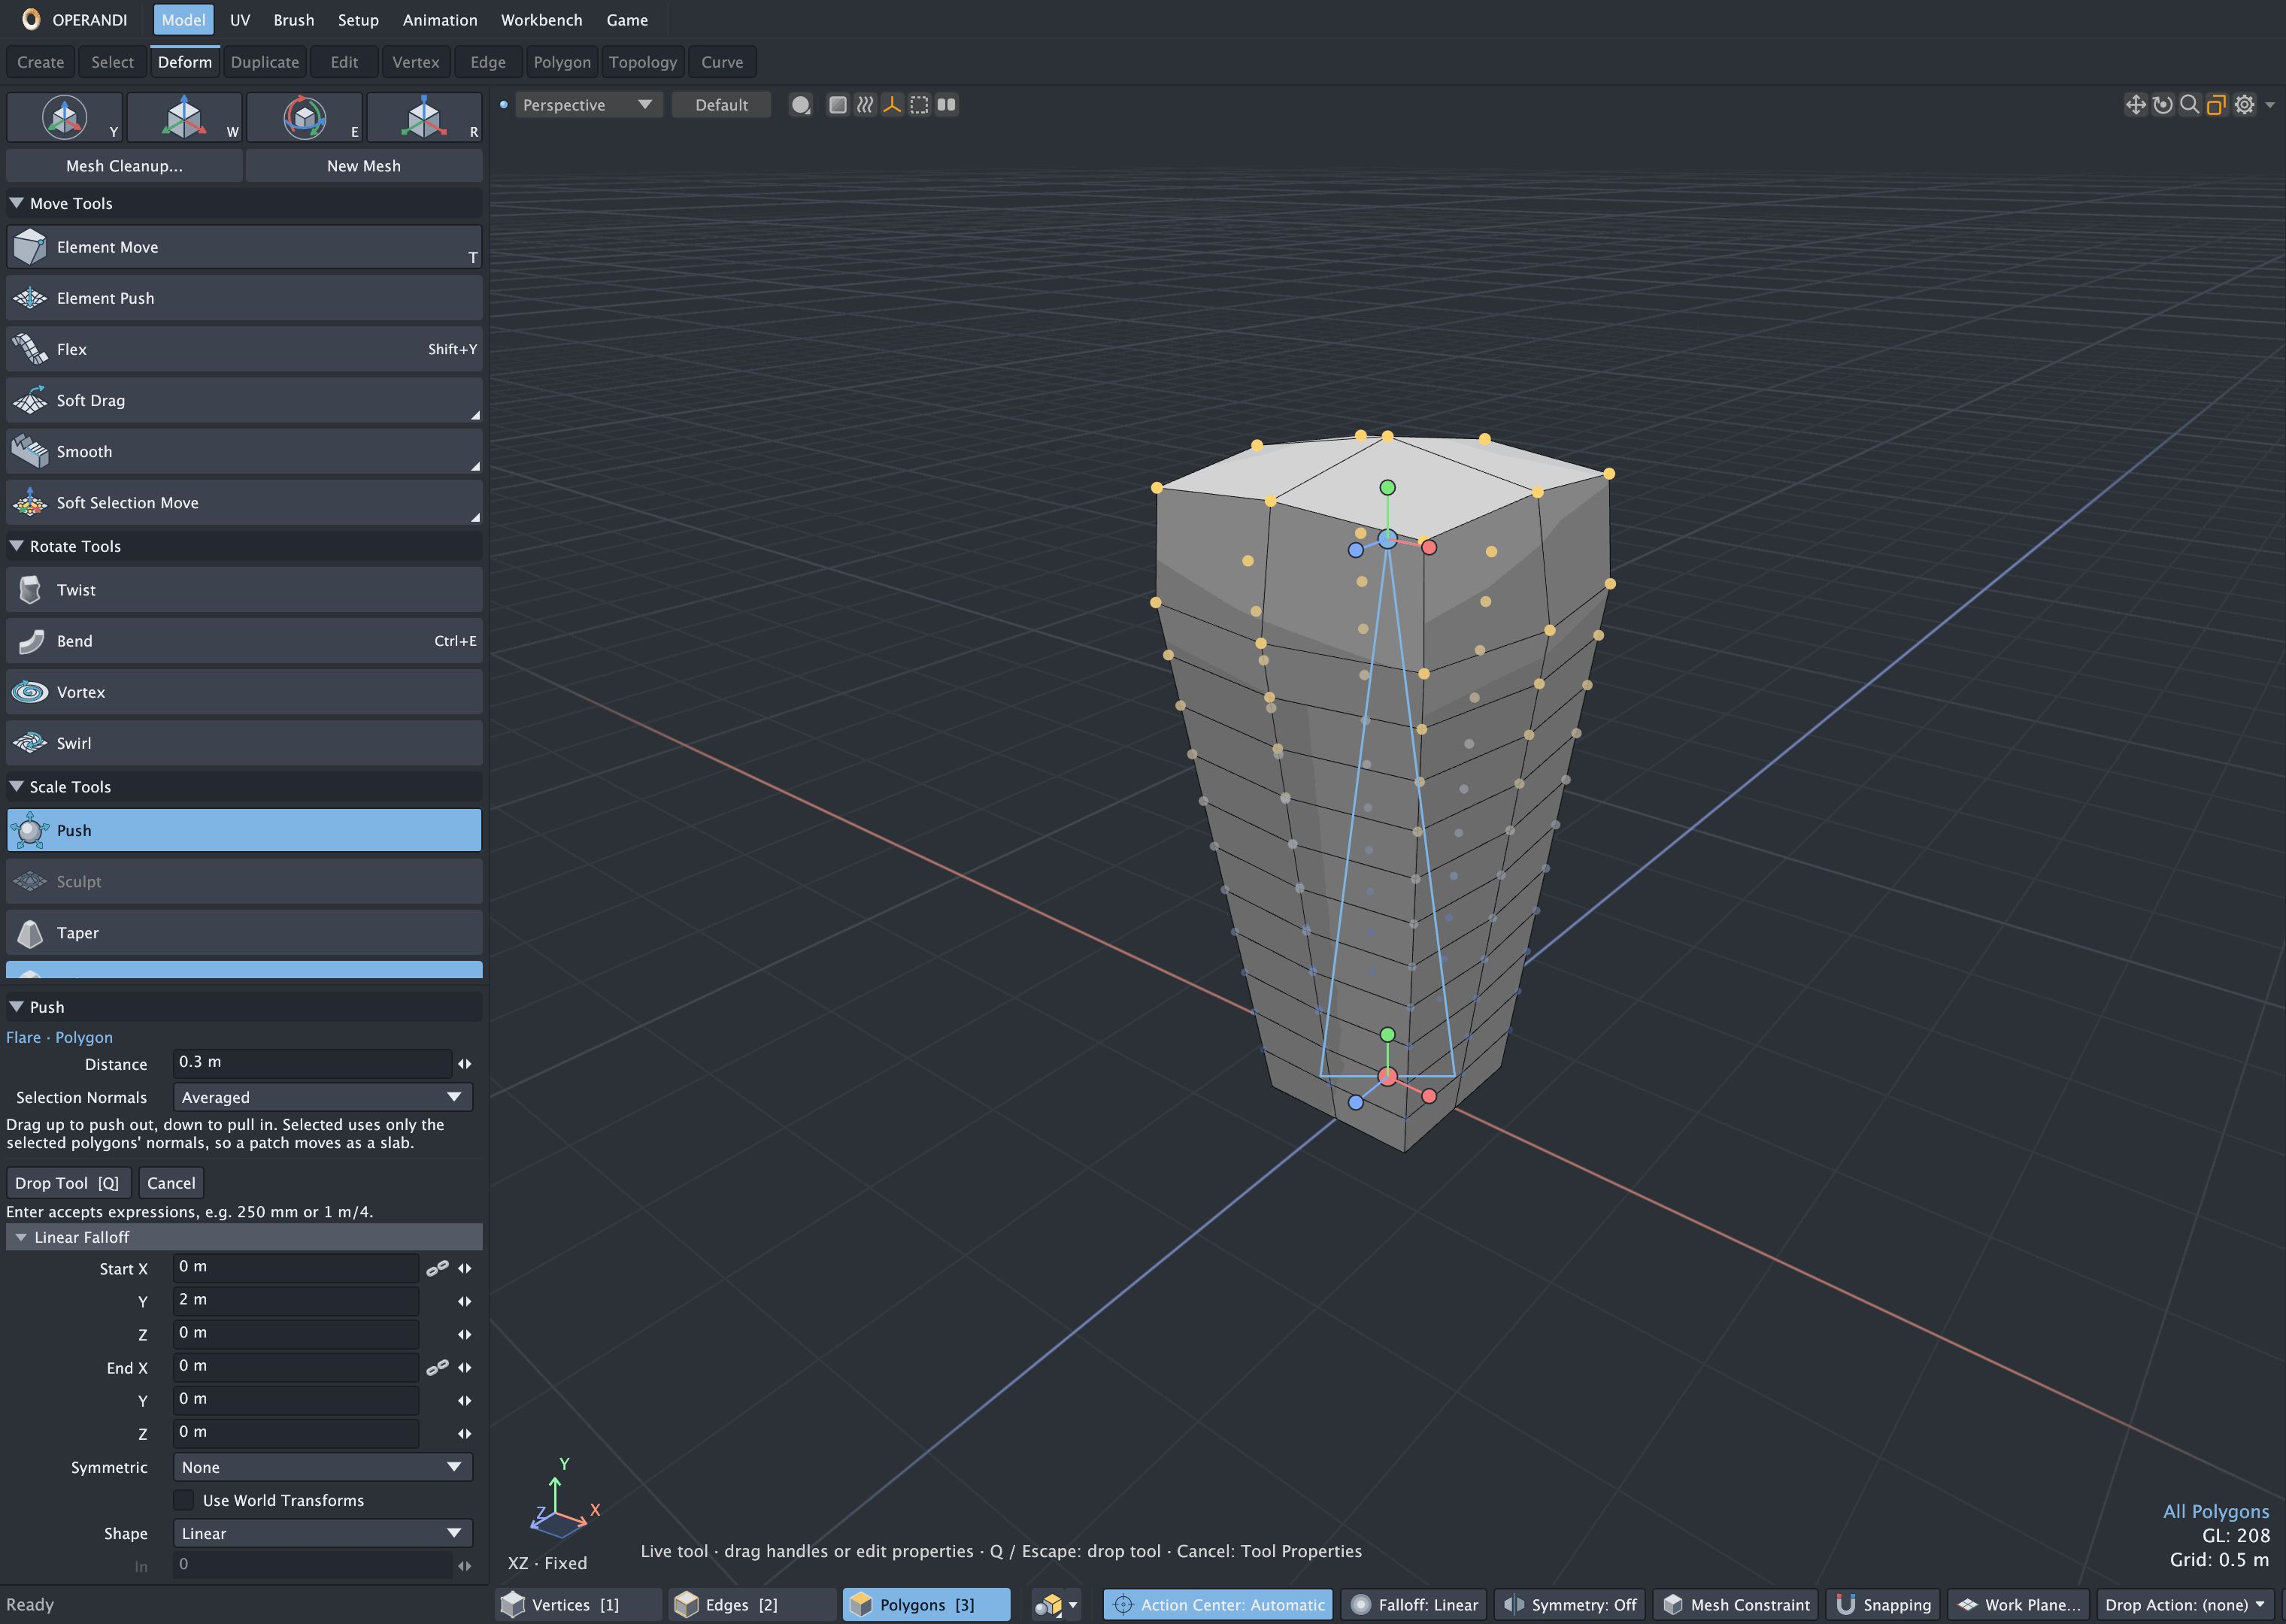 OPERANDI Model UV Brush Setup Animation Workbench Game
Create Select Deform Duplicate Edit Vertex Edge Polygon Topology Curve
Y W E R
Perspective Default
Mesh Cleanup... New Mesh
Move Tools
Element Move T
Element Push
Flex Shift+Y
Soft Drag
Smooth
Soft Selection Move
Rotate Tools
Twist
Bend Ctrl+E
Vortex
Swirl
Scale Tools
Push
Sculpt
Taper
Push
Flare · Polygon
Distance 0.3 m
Selection Normals Averaged
Drag up to push out, down to pull in. Selected uses only the
selected polygons' normals, so a patch moves as a slab.
Drop Tool [Q] Cancel
Enter accepts expressions, e.g. 250 mm or 1 m/4.
Linear Falloff
Start X 0 m
Y 2 m
Z 0 m
End X 0 m
Y 0 m
Z 0 m
Symmetric None
Use World Transforms
Shape Linear
In 0
Y
Z X
XZ · Fixed
Live tool · drag handles or edit properties · Q / Escape: drop tool · Cancel: Tool Properties
All Polygons
GL: 208
Grid: 0.5 m
Ready Vertices [1] Edges [2] Polygons [3] Action Center: Automatic Falloff: Linear Symmetry: Off Mesh Constraint Snapping Work Plane... Drop Action: (none)